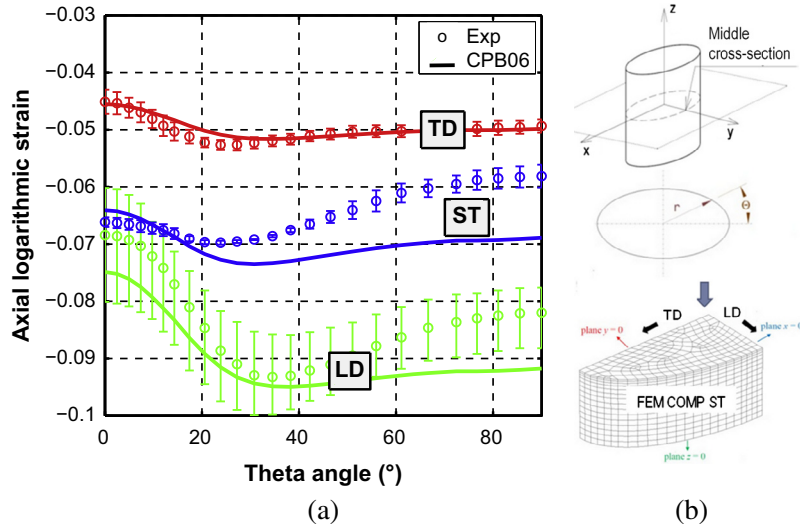 −0.03
−0.04
−0.05
−0.06
−0.07
−0.08
−0.09
−0.1
Axial logarithmic strain
Exp
CPB06
TD
ST
LD
0
20
40
60
80
Theta angle (°)
(a)
z
Middle
cross-section
x
y
r
Θ
TD
LD
plane y = 0
plane x = 0
FEM COMP ST
plane z = 0
(b)